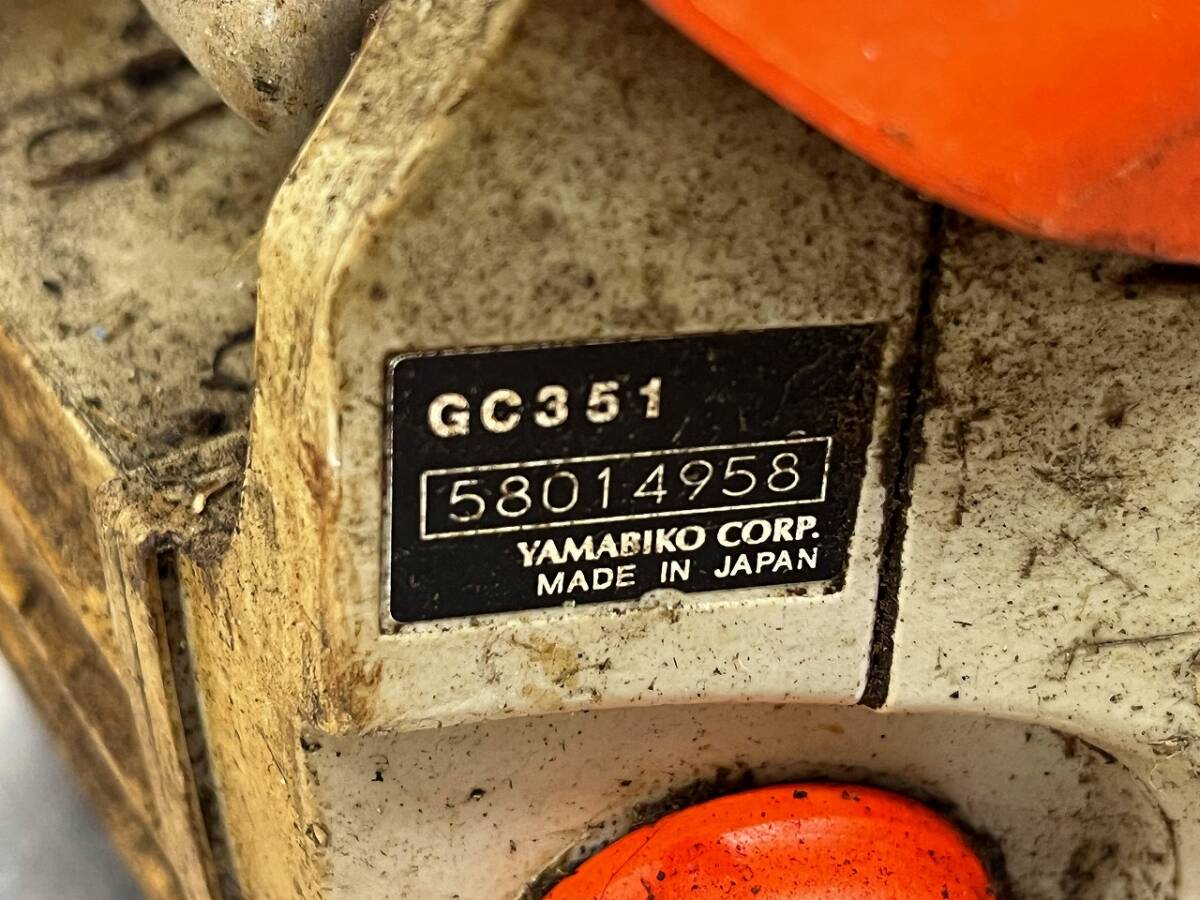 GC351
58014958
YAMABIKO CORP.
MADE IN JAPAN